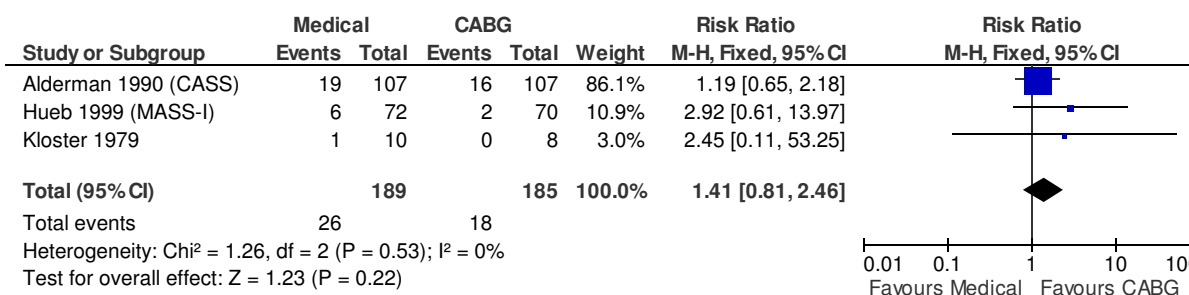 Medical CABG Risk Ratio Risk Ratio
Study or Subgroup Events Total Events Total Weight M-H, Fixed, 95% CI M-H, Fixed, 95% CI
Alderman 1990 (CASS) 19 107 16 107 86.1% 1.19 [0.65, 2.18]
Hueb 1999 (MASS-I) 6 72 2 70 10.9% 2.92 [0.61, 13.97]
Kloster 1979 1 10 0 8 3.0% 2.45 [0.11, 53.25]
Total (95% CI) 189 185 100.0% 1.41 [0.81, 2.46]
Total events 26 18
Heterogeneity: Chi² = 1.26, df = 2 (P = 0.53); I² = 0%
Test for overall effect: Z = 1.23 (P = 0.22)
0.01 0.1 1 10 10
Favours Medical Favours CABG